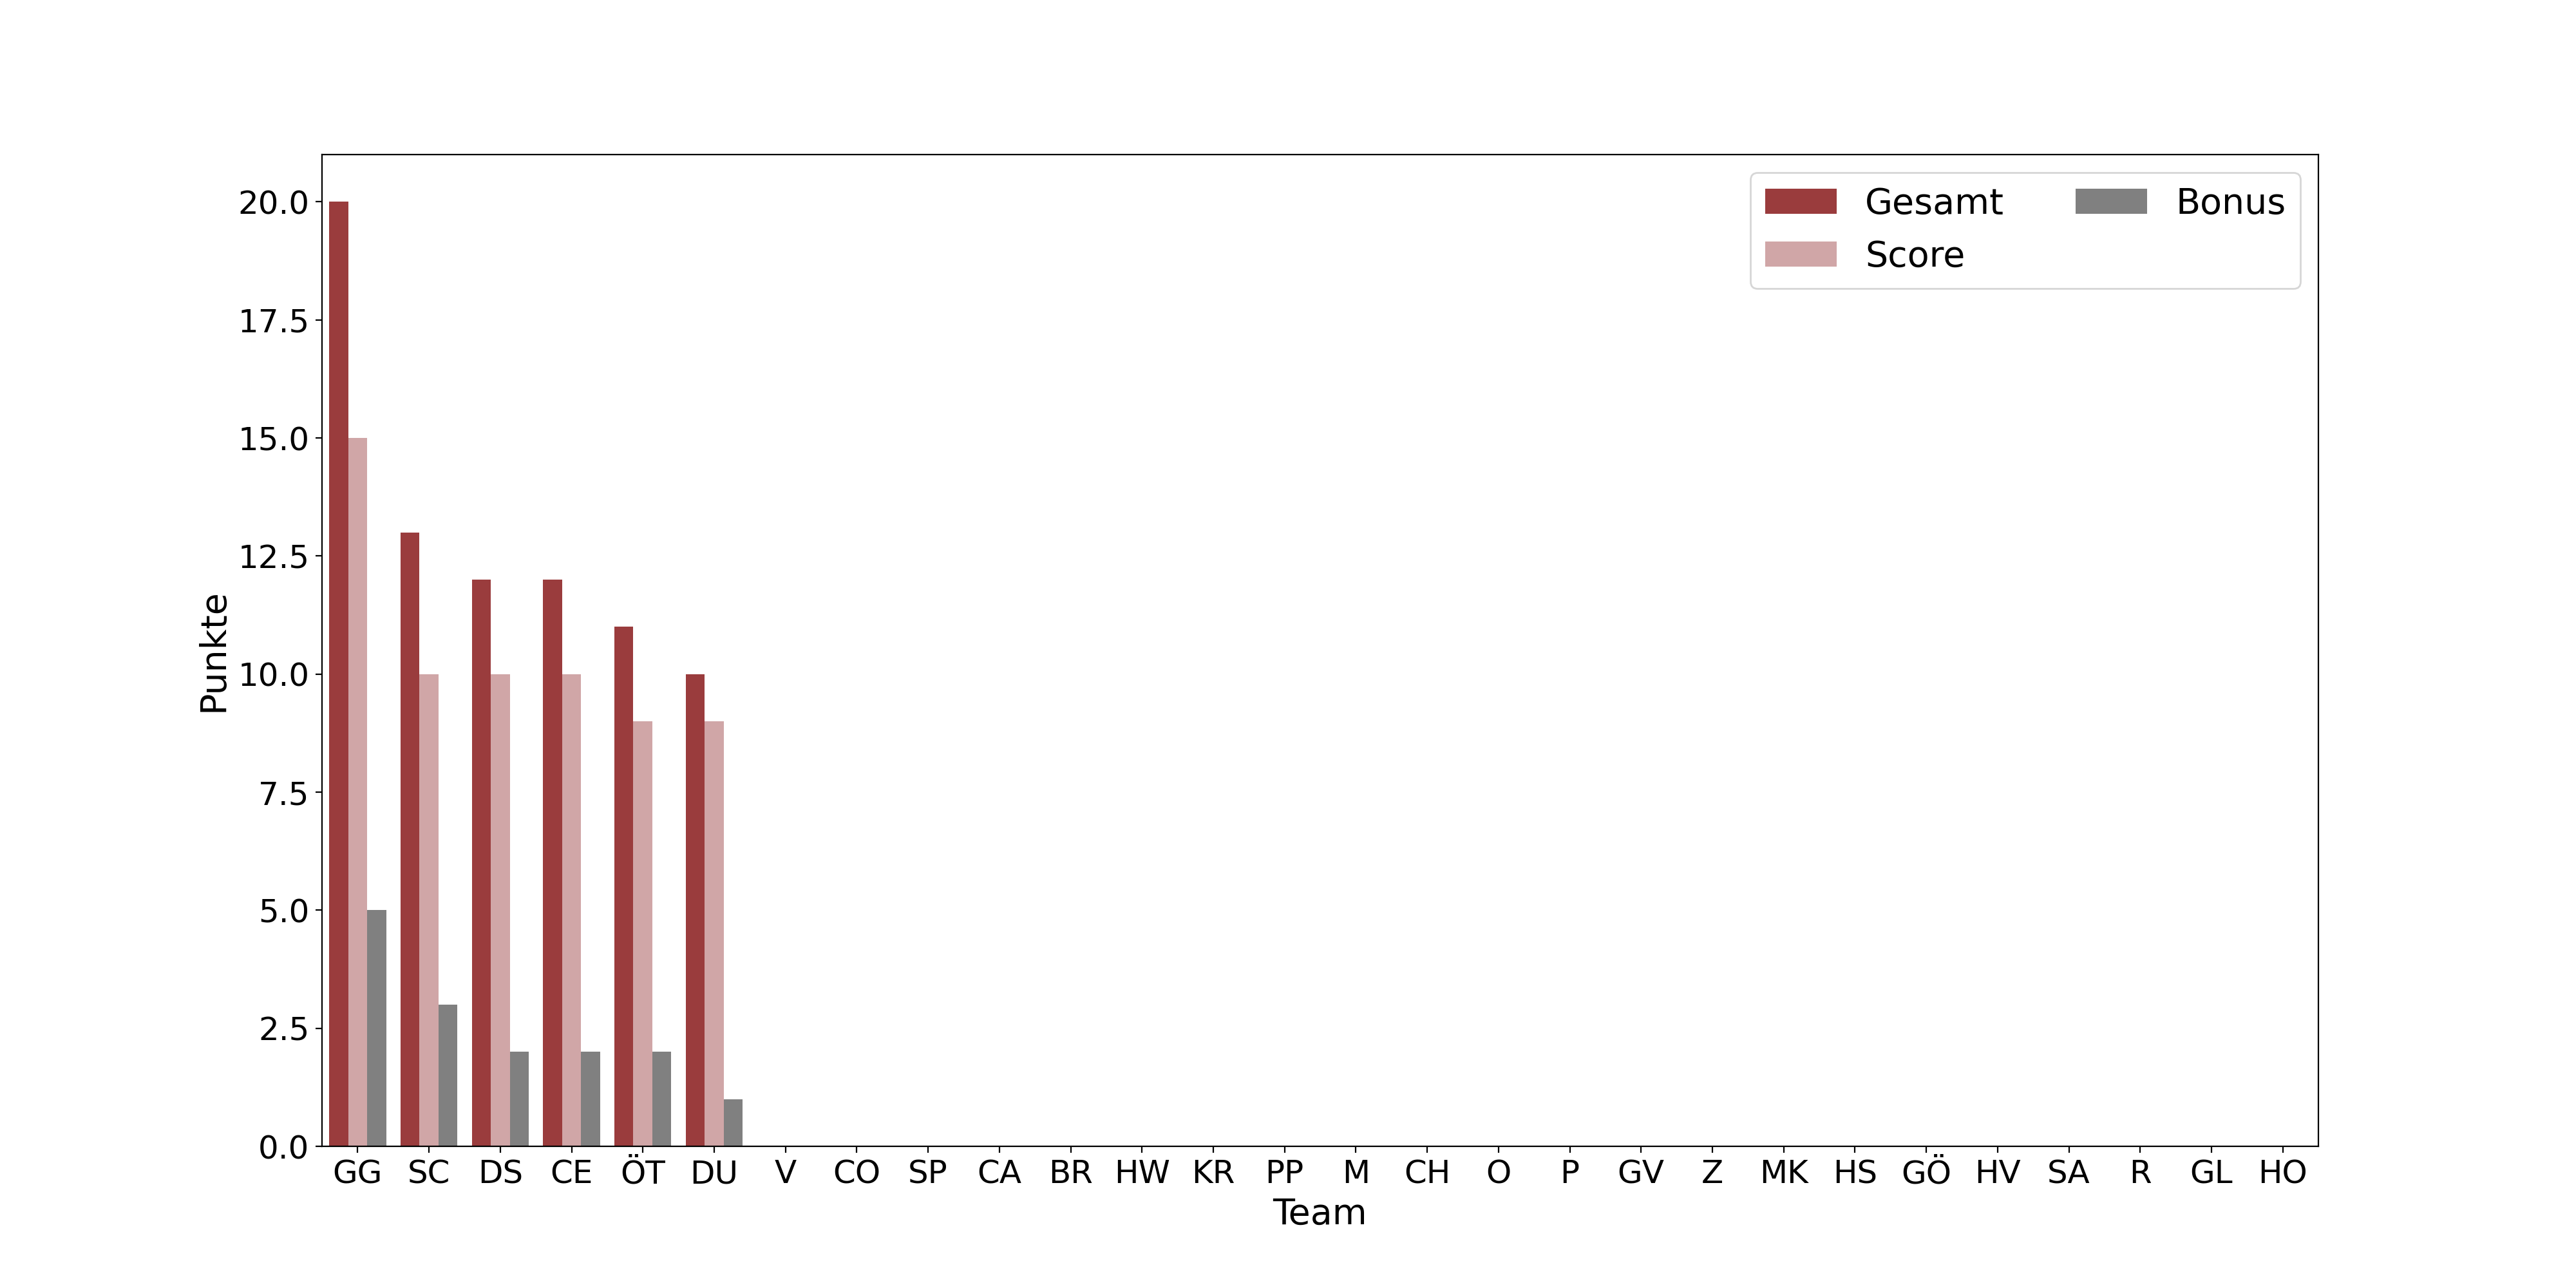 Gesamt
Score
Bonus
Punkte
20.0
17.5
15.0
12.5
10.0
7.5
5.0
2.5
0.0
GG SC DS CE ÖT DU V CO SP CA BR HW KR PP M CH O P GV Z MK HS GÖ HV SA R GL HO
Team